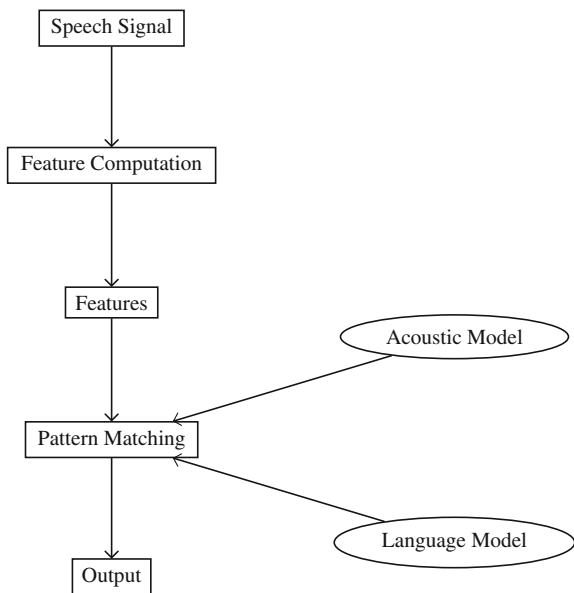 Speech Signal
Feature Computation
Features
Acoustic Model
Pattern Matching
Language Model
Output